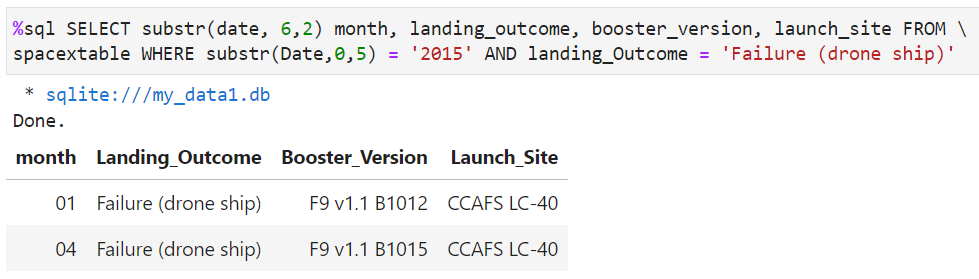 %sql SELECT substr(date, 6,2) month, landing_outcome, booster_version, launch_site FROM \
spacextable WHERE substr(Date,0,5) = '2015' AND landing_Outcome = 'Failure (drone ship)'
* sqlite:///my_data1.db
Done.
month Landing_Outcome Booster_Version Launch_Site
01 Failure (drone ship) F9 v1.1 B1012 CCAFS LC-40
04 Failure (drone ship) F9 v1.1 B1015 CCAFS LC-40